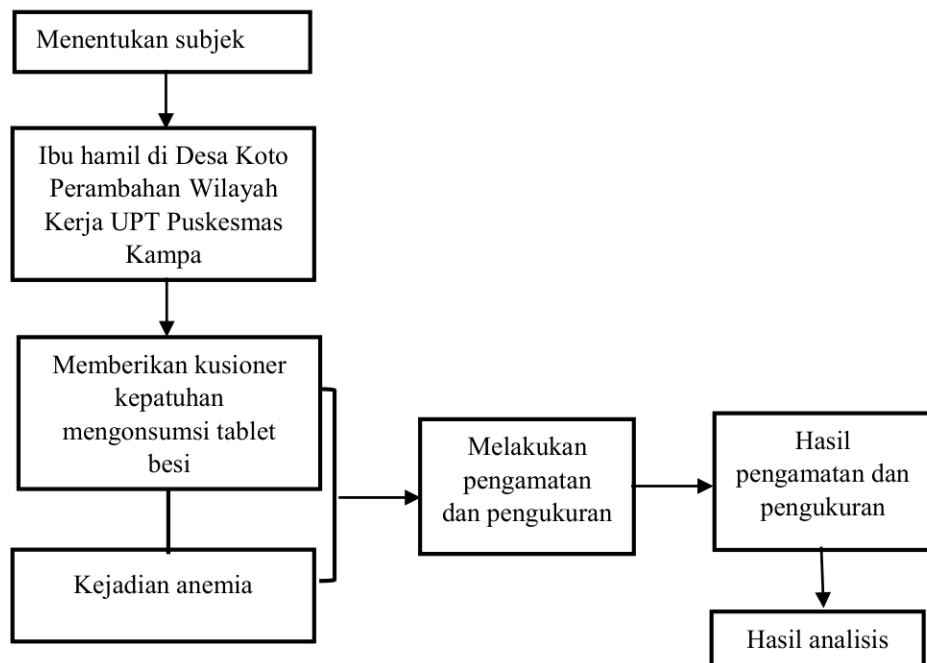 Menentukan subjek
Ibu hamil di Desa Koto
Perambahan Wilayah
Kerja UPT Puskesmas
Kampa
Memberikan kusioner
kepatuhan
mengonsumsi tablet
besi
Kejadian anemia
Melakukan
pengamatan
dan pengukuran
Hasil
pengamatan dan
pengukuran
Hasil analisis